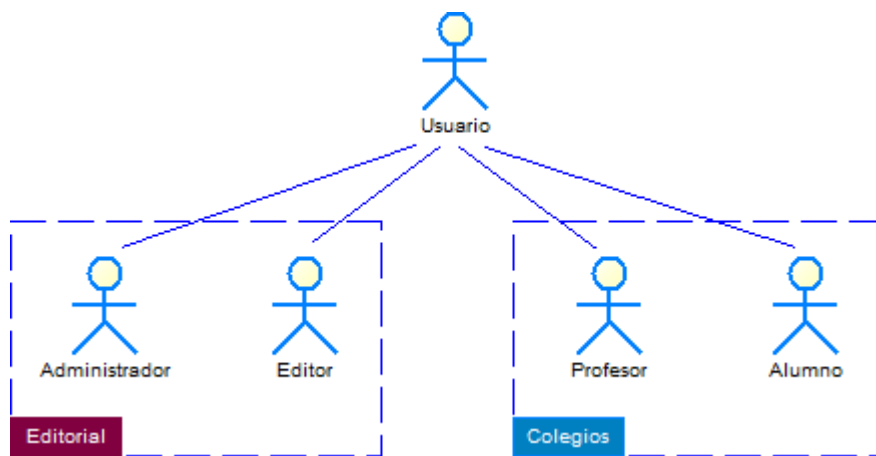 Usuario
Administrador
Editor
Profesor
Alumno
Editorial
Colegios